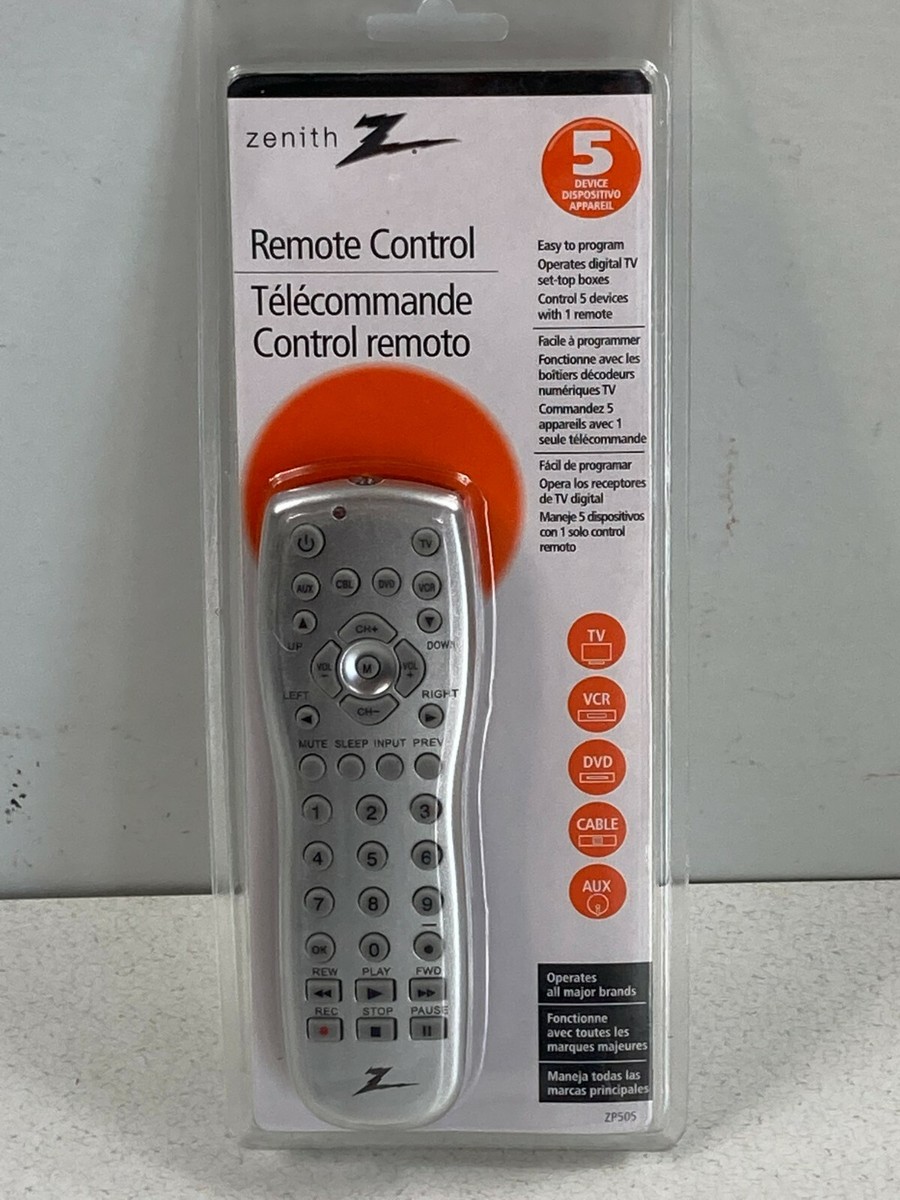 zenith
5
DEVICE
DISPOSITIVO
APPAREIL
Remote Control
Télécommande
Control remoto
Easy to program
Operates digital TV
set-top boxes
Control 5 devices
with 1 remote
Facile à programmer
Fonctionne avec les
boîtiers décodeurs
numériques TV
Commandez 5
appareils avec 1
seule télécommande
Fácil de programar
Opera los receptores
de TV digital
Maneje 5 dispositivos
con 1 solo control
remoto
TV
AUX CBL DVD VCR
UP CH+ DOWN
VOL - M VOL +
LEFT CH- RIGHT
MUTE SLEEP INPUT PREV
1 2 3
4 5 6
7 8 9
OK 0
REW PLAY FWD
REC STOP PAUSE
TV
VCR
DVD
CABLE
AUX
Operates
all major brands
Fonctionne
avec toutes les
marques majeures
Maneja todas las
marcas principales
ZP505